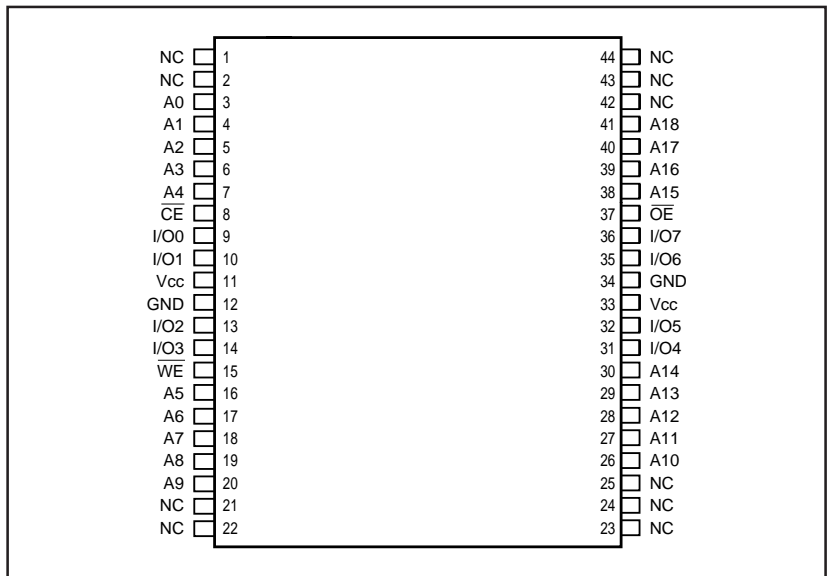 NC 1 44 NC
NC 2 43 NC
A0 3 42 NC
A1 4 41 A18
A2 5 40 A17
A3 6 39 A16
A4 7 38 A15
C̅E̅ 8 37 O̅E̅
I/O0 9 36 I/O7
I/O1 10 35 I/O6
Vcc 11 34 GND
GND 12 33 Vcc
I/O2 13 32 I/O5
I/O3 14 31 I/O4
W̅E̅ 15 30 A14
A5 16 29 A13
A6 17 28 A12
A7 18 27 A11
A8 19 26 A10
A9 20 25 NC
NC 21 24 NC
NC 22 23 NC